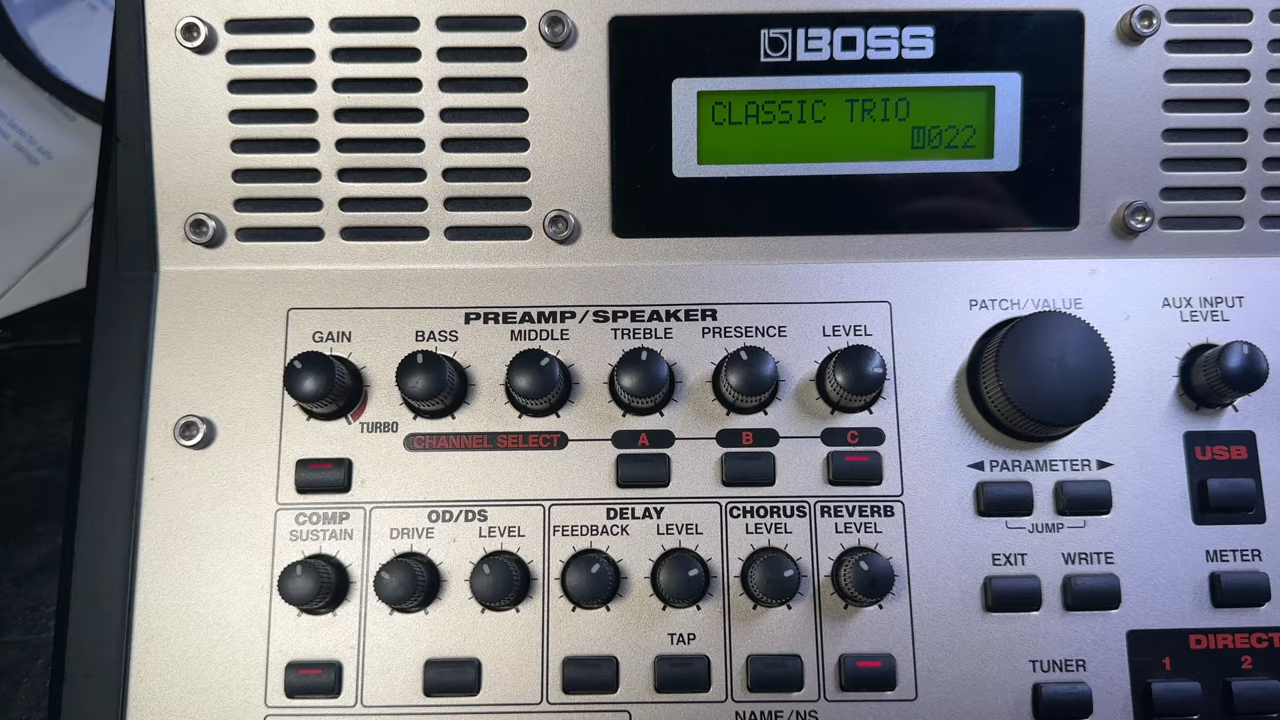 BOSS
CLASSIC TRIO
U022
PREAMP/SPEAKER
GAIN BASS MIDDLE TREBLE PRESENCE LEVEL
TURBO
CHANNEL SELECT A B C
PATCH/VALUE
AUX INPUT
LEVEL
◀ PARAMETER ▶
JUMP
USB
COMP
SUSTAIN
OD/DS
DRIVE LEVEL
DELAY
FEEDBACK LEVEL
TAP
CHORUS
LEVEL
REVERB
LEVEL
EXIT WRITE METER
TUNER
DIRECT
1 2
NAME/NS